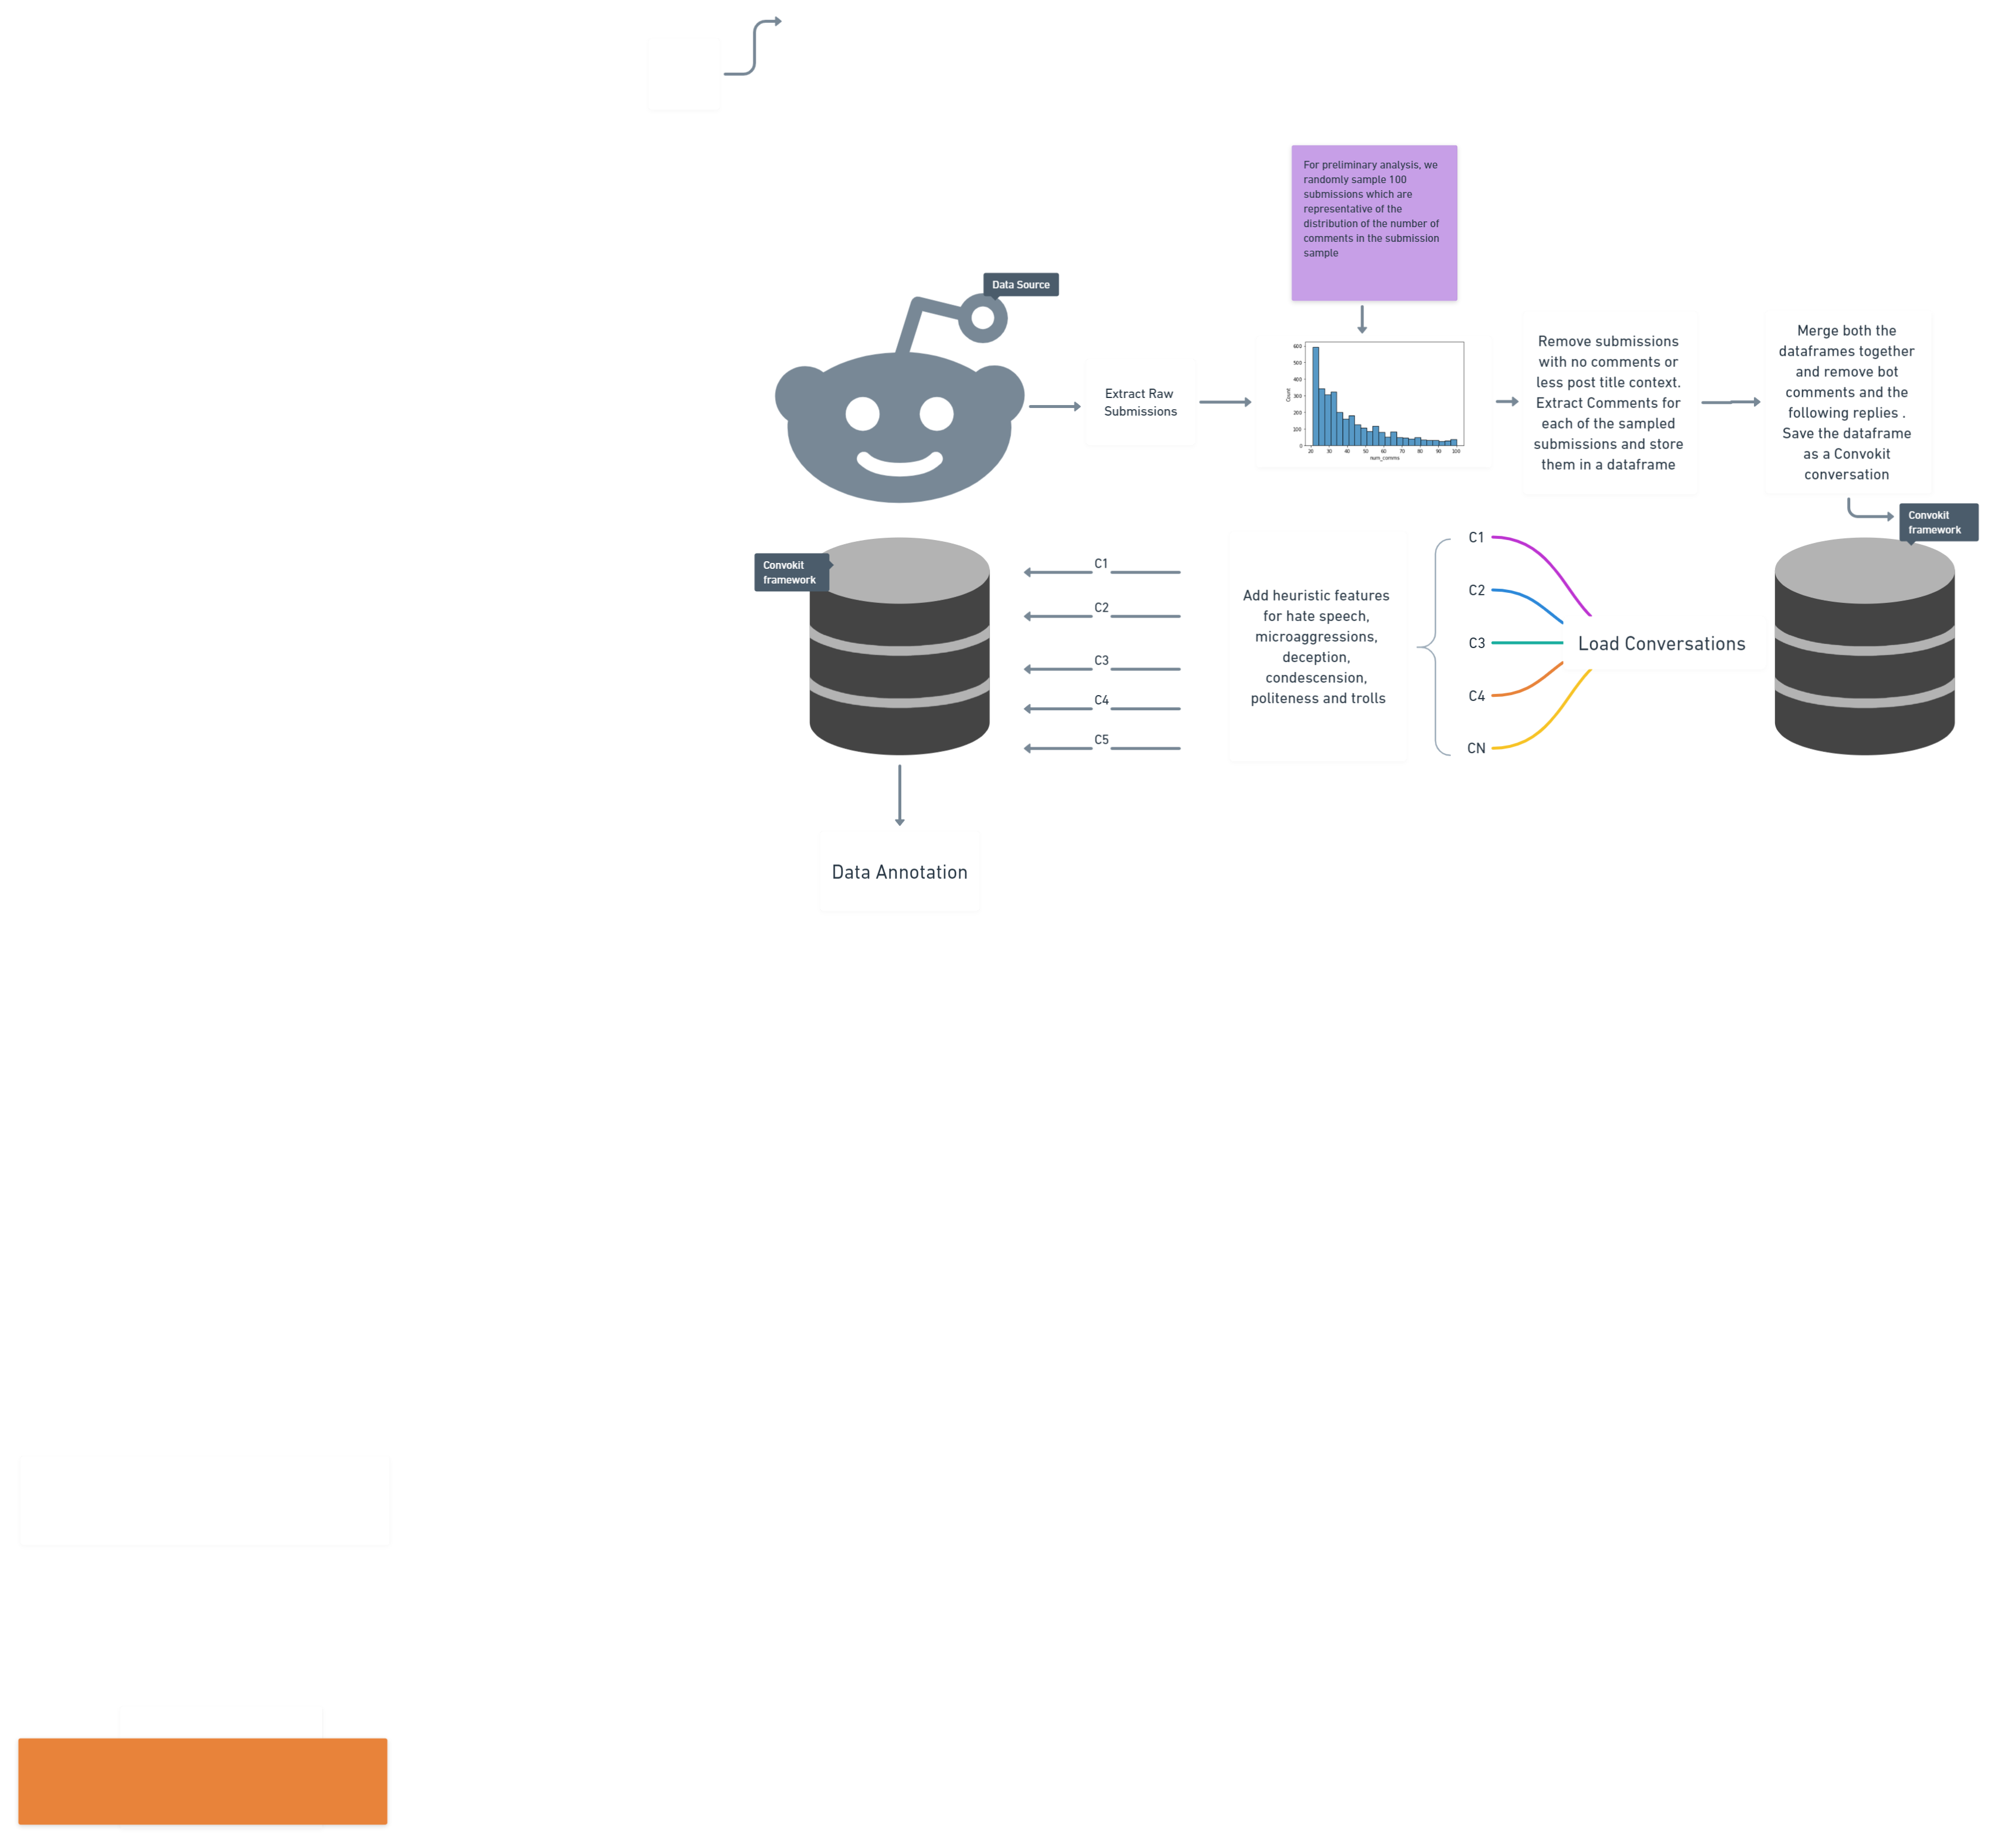 For preliminary analysis, we
randomly sample 100
submissions which are
representative of the
distribution of the number of
comments in the submission
sample
Data Source
Extract Raw
Submissions
600
500
400
300
200
100
0
Count
20 30 40 50 60 70 80 90 100
num_comms
Remove submissions
with no comments or
less post title context.
Extract Comments for
each of the sampled
submissions and store
them in a dataframe
Merge both the
dataframes together
and remove bot
comments and the
following replies .
Save the dataframe
as a Convokit
conversation
Convokit
framework
Load Conversations
C1
C2
C3
C4
CN
Add heuristic features
for hate speech,
microaggressions,
deception,
condescension,
politeness and trolls
C1
C2
C3
C4
C5
Convokit
framework
Data Annotation